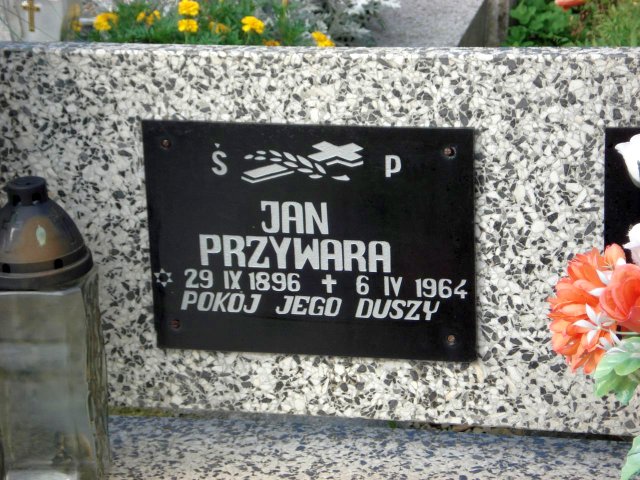 Ś P
JAN
PRZYWARA
29 IX 1896 ✝ 6 IV 1964
POKOJ JEGO DUSZY